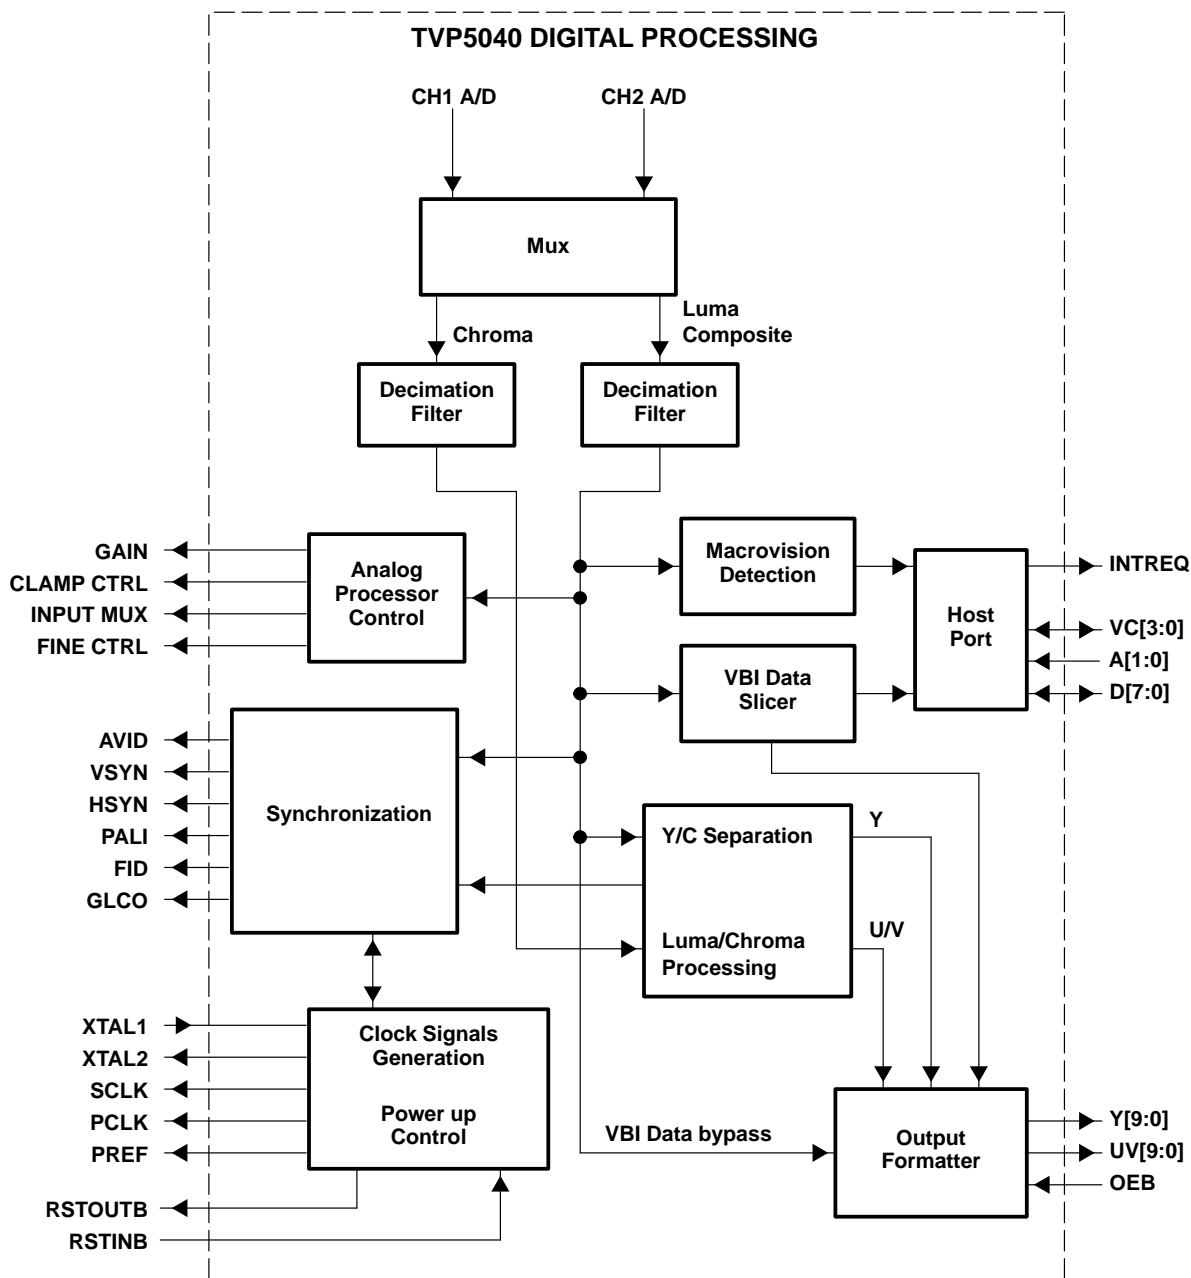 TVP5040 DIGITAL PROCESSING
CH1 A/D
CH2 A/D
Mux
Chroma
Luma
Composite
Decimation
Filter
Decimation
Filter
GAIN
CLAMP CTRL
INPUT MUX
FINE CTRL
Analog
Processor
Control
Macrovision
Detection
Host
Port
INTREQ
VC[3:0]
A[1:0]
D[7:0]
VBI Data
Slicer
AVID
VSYN
HSYN
PALI
FID
GLCO
Synchronization
Y/C Separation
Luma/Chroma
Processing
Y
U/V
XTAL1
XTAL2
SCLK
PCLK
PREF
RSTOUTB
RSTINB
Clock Signals
Generation
Power up
Control
VBI Data bypass
Output
Formatter
Y[9:0]
UV[9:0]
OEB